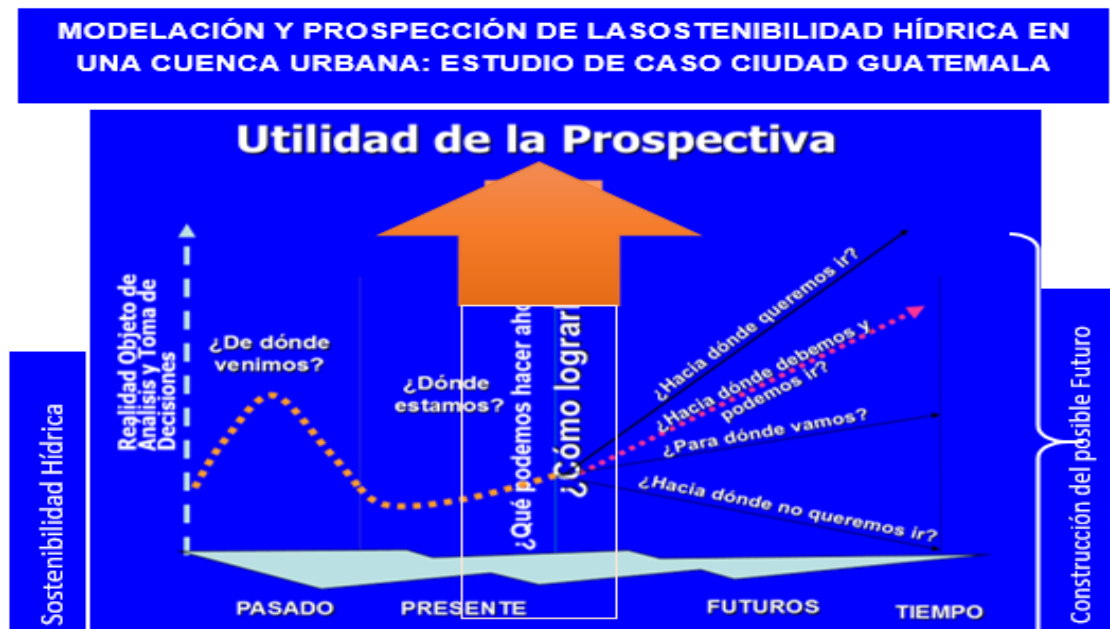 MODELACIÓN Y PROSPECCIÓN DE LASOSTENIBILIDAD HÍDRICA EN
UNA CUENCA URBANA: ESTUDIO DE CASO CIUDAD GUATEMALA
Utilidad de la Prospectiva
Sostenibilidad Hídrica
Realidad Objeto de
Analisis y Toma de
Decisiones
¿De dónde
venimos?
¿Dónde
estamos?
¿Qué podemos hacer
¿Cómo
¿Hacia dónde queremos ir?
¿Hacia dónde debemos y
podemos ir?
¿Para dónde vamos?
¿Hacia dónde no queremos ir?
Construcción del posible Futuro
PASADO
PRESENTE
FUTUROS
TIEMPO